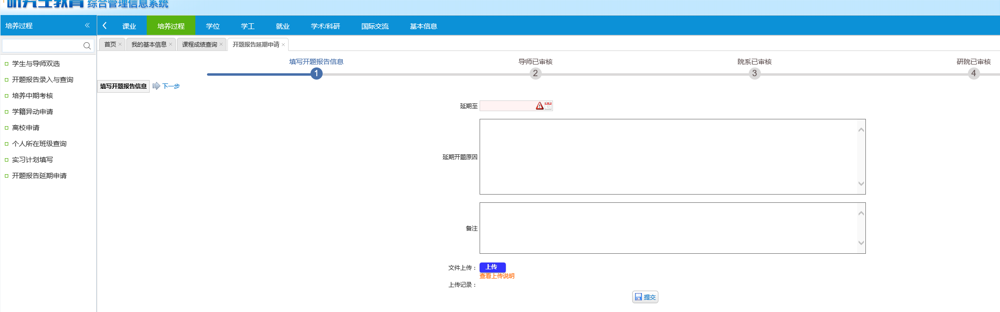 研究生教育 综合管理信息系统
培养过程
课业 培养过程 学位 学工 就业 学术/科研 国际交流 基本信息
首页 我的基本信息 课程成绩查询 开题报告延期申请
学生与导师双选
开题报告录入与查询
培养中期考核
学籍异动申请
离校申请
个人所在班级查询
实习计划填写
开题报告延期申请
填写开题报告信息 导师已审核 院系已审核 研院已审核
1 2 3 4
填写开题报告信息 下一步
延期至
延期开题原因
备注
文件上传： 上传
查看上传说明
上传记录：
提交